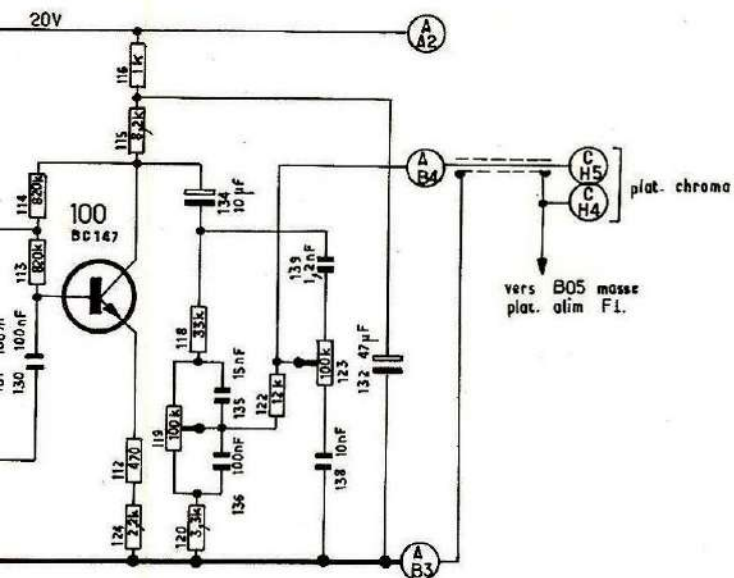 20V
A
A2
116
1k
115
8,2k
A
B4
C
H5
C
H4
plat. chroma
114
820k
134
10 µF
100
BC147
113
820k
139
1,2nF
vers B05 masse
plat. alim F1.
100nF
130
118
33k
15nF
135
122
12k
100k
123
47µF
132
119
100k
100nF
136
10nF
138
112
470
124
2,2k
120
3,3k
A
B3